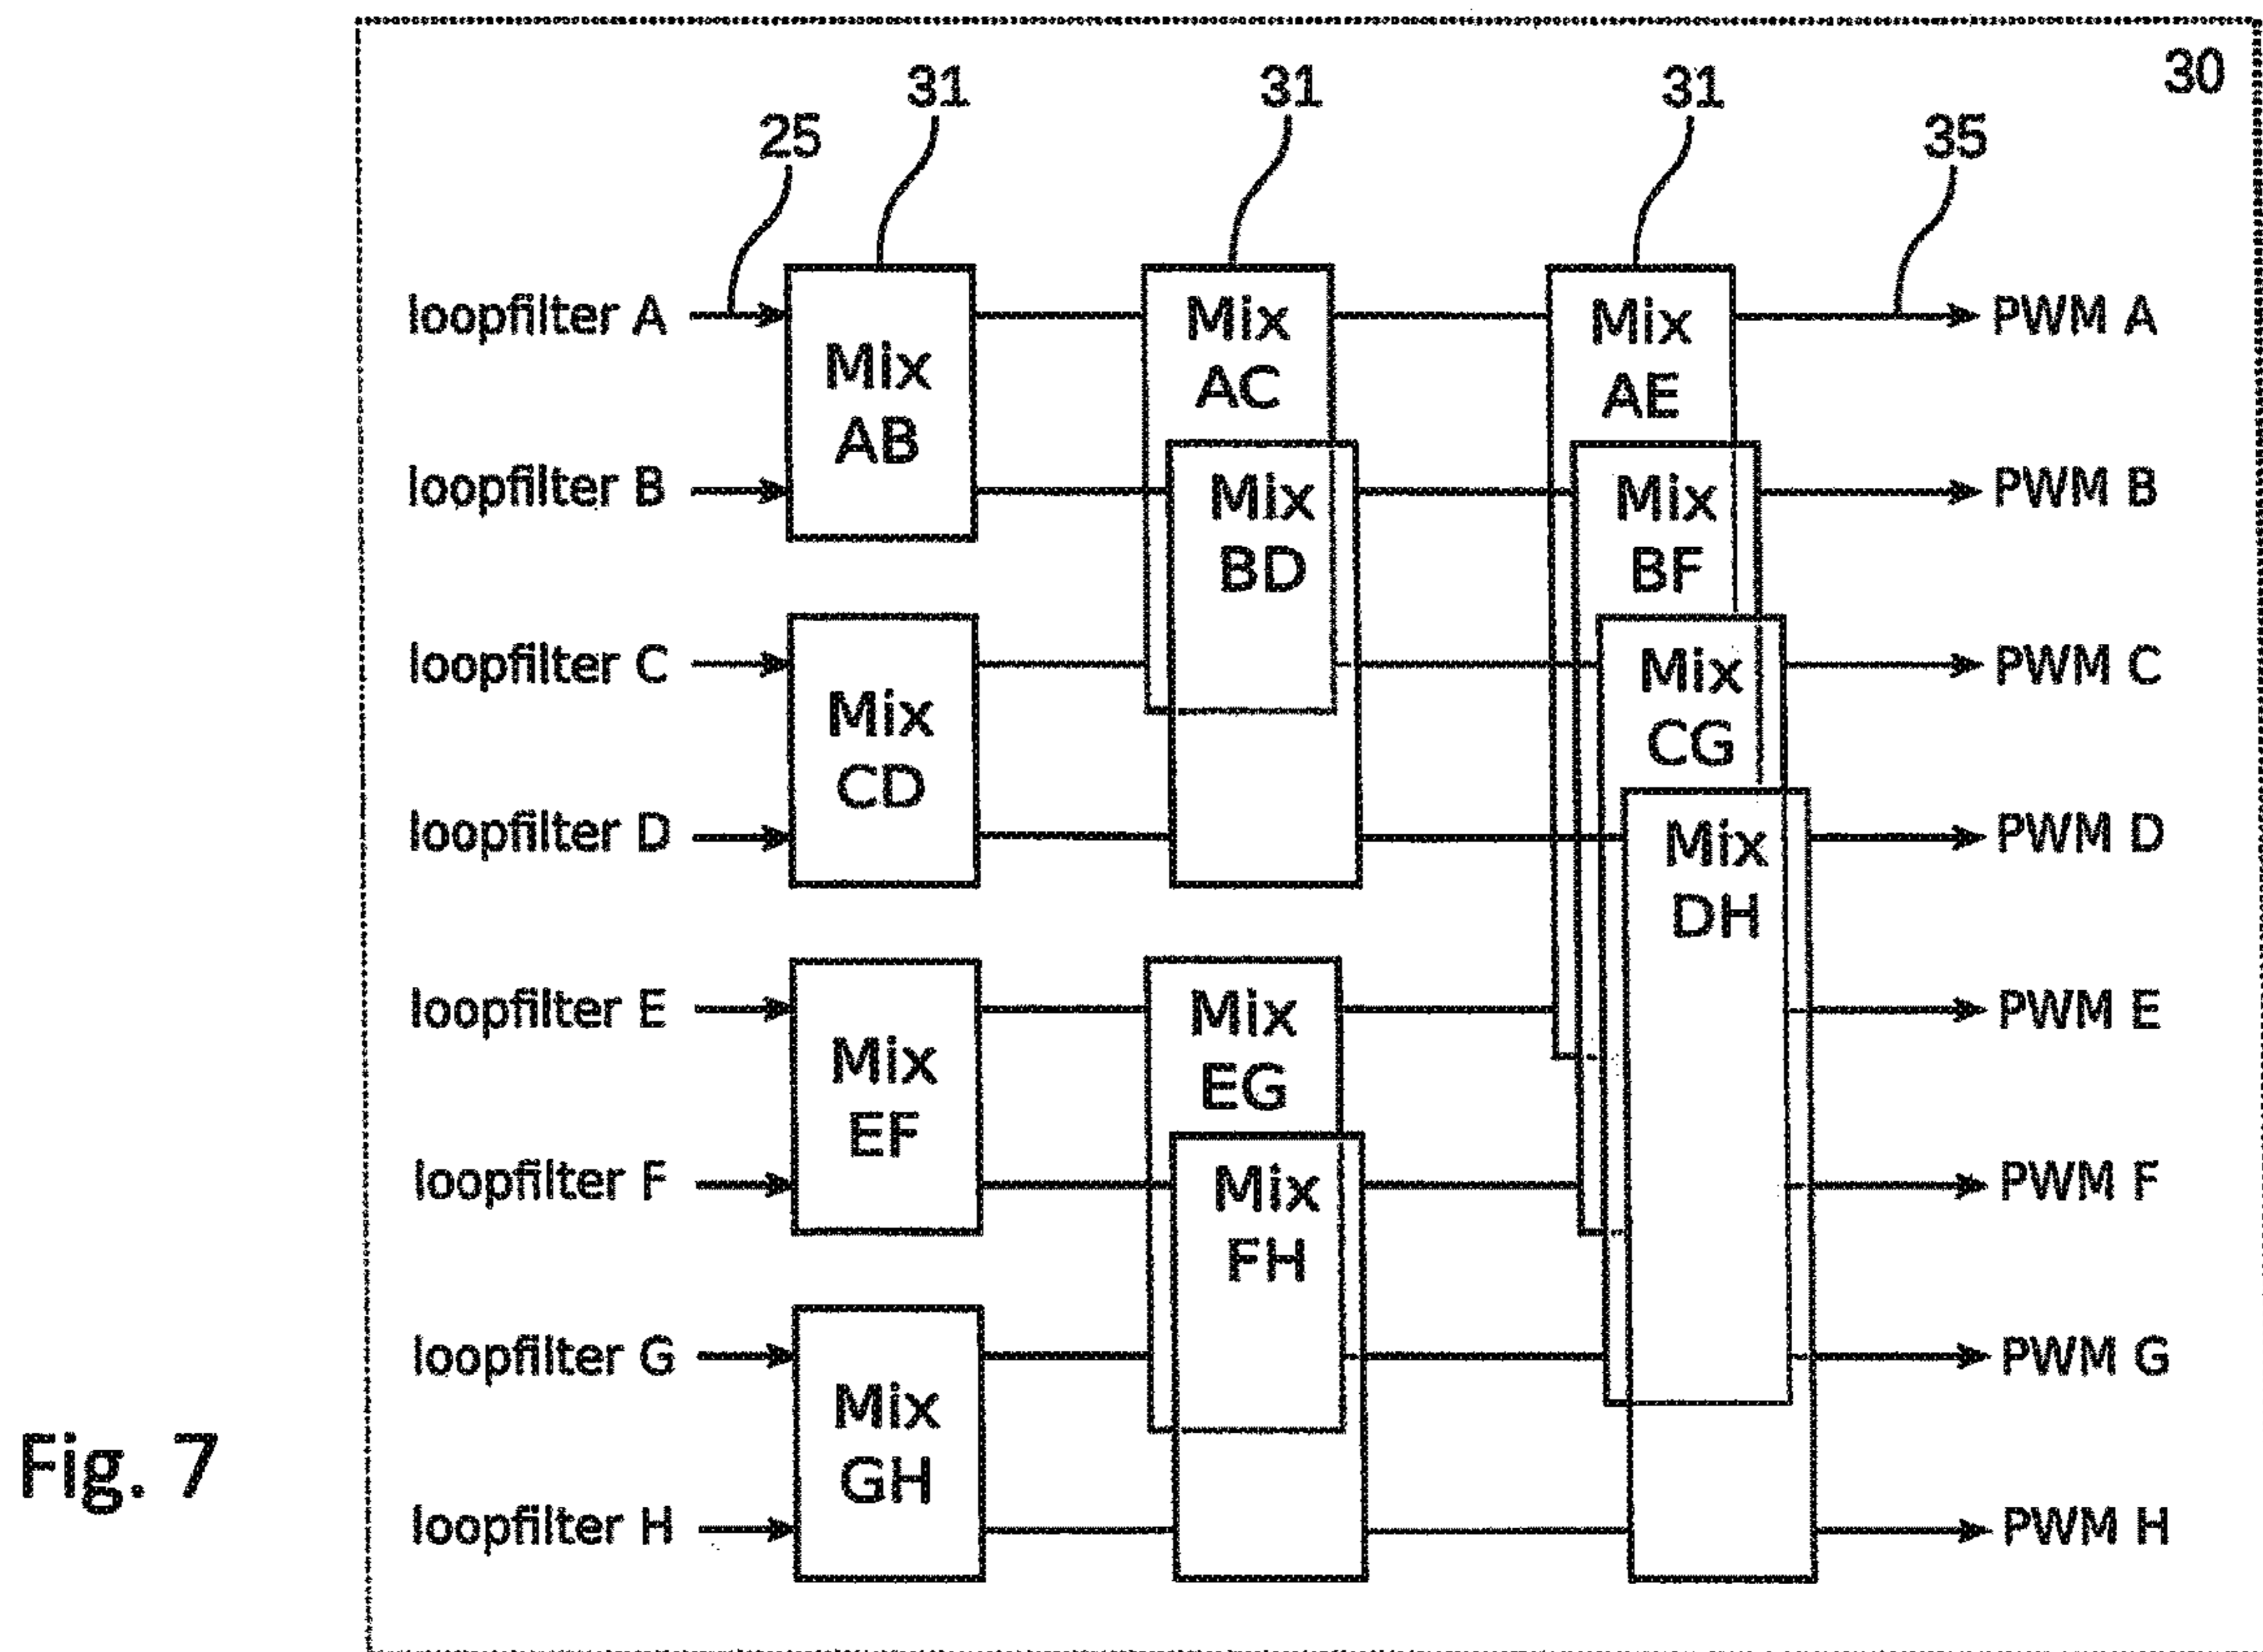 30
31 31 31
25 35
loopfilter A Mix AB Mix AC Mix AE PWM A
loopfilter B Mix BD Mix BF PWM B
loopfilter C Mix CD Mix CG PWM C
loopfilter D Mix DH PWM D
loopfilter E Mix EF Mix EG PWM E
loopfilter F Mix FH PWM F
loopfilter G Mix GH PWM G
loopfilter H PWM H
Fig. 7